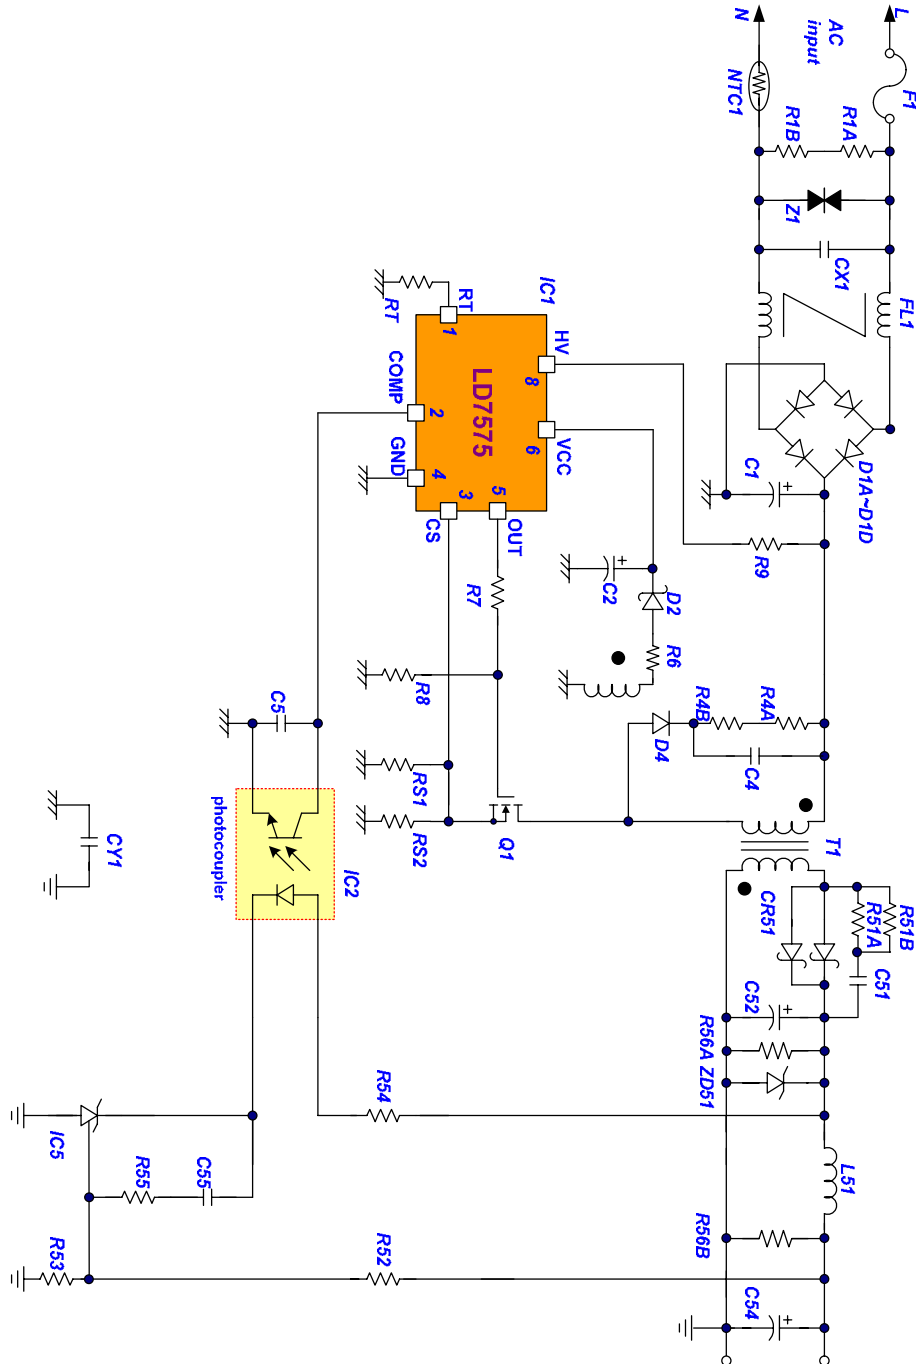 L
AC
input
N
F1
NTC1
R1A
R1B
Z1
CX1
FL1
D1A~D1D
C1
R9
IC1
LD7575
HV
8
VCC
6
RT
1
RT
COMP
2
GND
4
CS
3
OUT
5
R7
R8
C2
D2
R6
R4A
R4B
C4
D4
T1
Q1
RS1
RS2
C5
photocoupler
IC2
CY1
CR51
R51B
R51A
C51
C52
R56A
ZD51
R54
L51
IC5
R55
C55
R56B
R53
R52
C54
+
+
+
+